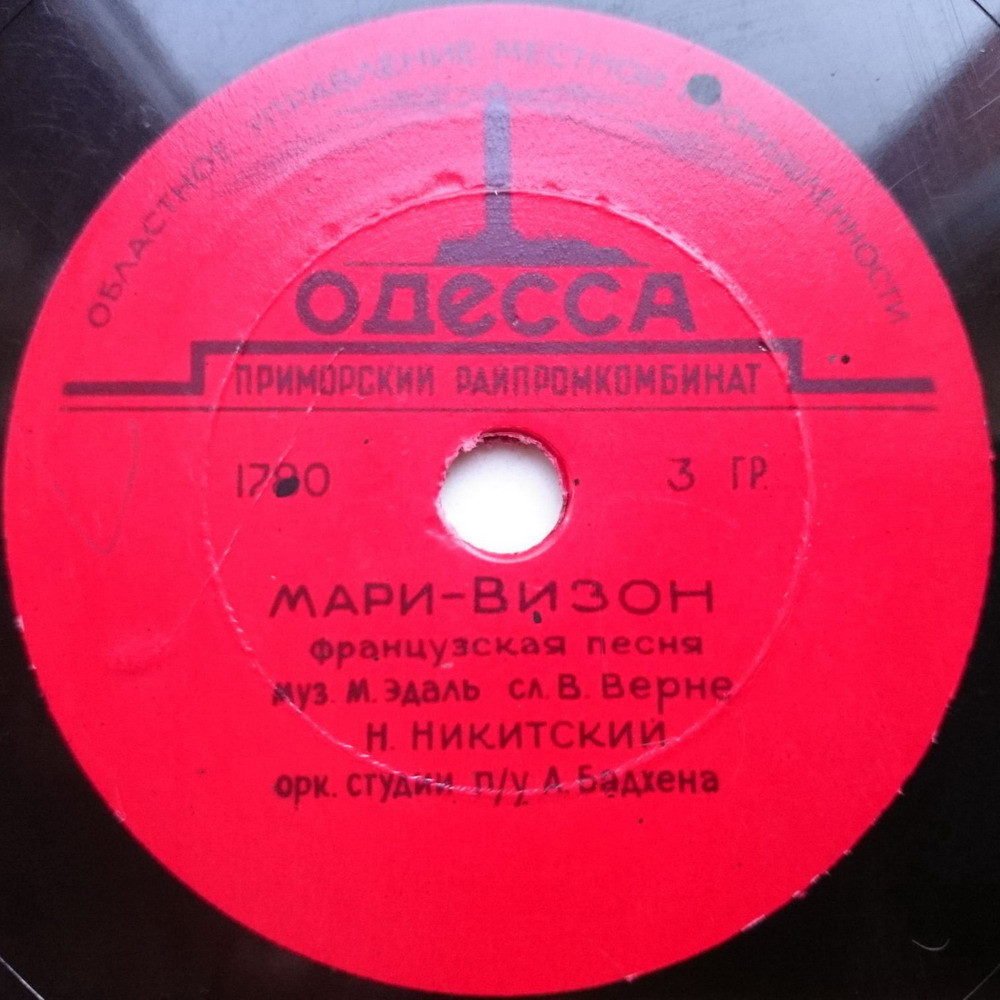 ОБЛАСТНОЕ УПРАВЛЕНИЕ МЕСТНОЙ ПРОМЫШЛЕННОСТИ
ОДЕССА
ПРИМОРСКИЙ РАЙПРОМКОМБИНАТ
1780 3 ГР.
МАРИ-ВИЗОН
французская песня
муз. М. Эдаль сл. В. Верне
Н. Никитский
орк. студии п/у А. Бадхена